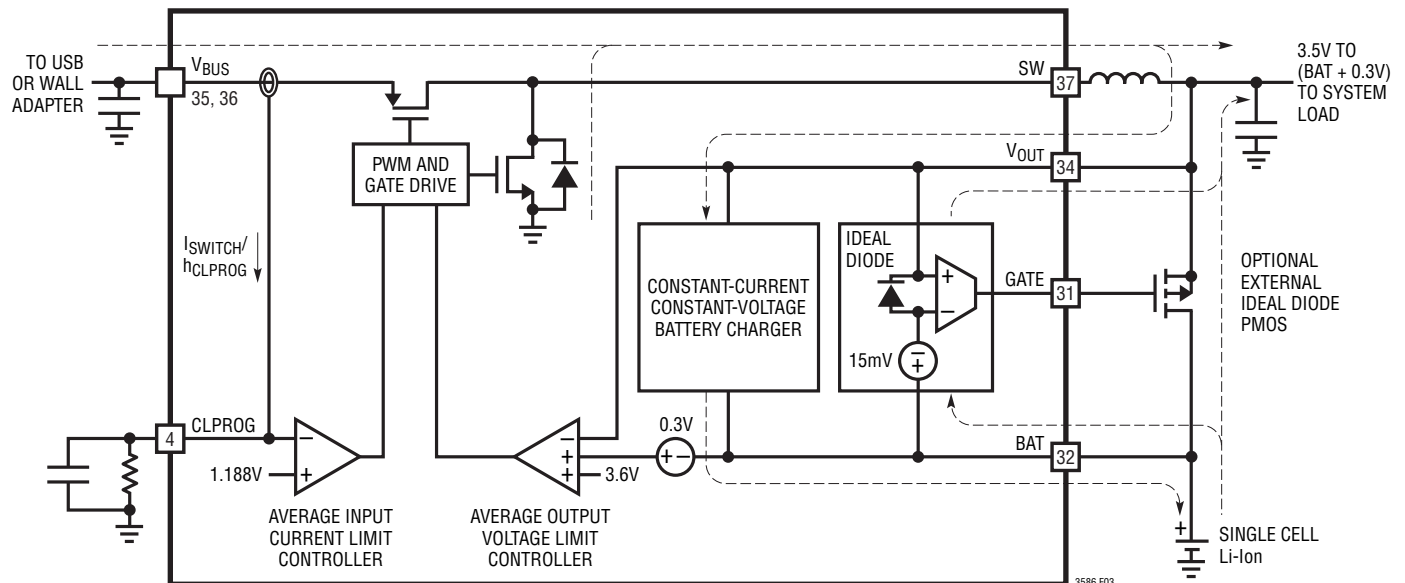 TO USB
OR WALL
ADAPTER
VBUS
35, 36
SW
37
3.5V TO
(BAT + 0.3V)
TO SYSTEM
LOAD
PWM AND
GATE DRIVE
VOUT
34
ISWITCH/
hCLPROG
CONSTANT-CURRENT
CONSTANT-VOLTAGE
BATTERY CHARGER
IDEAL
DIODE
+
−
15mV
−
+
GATE
31
OPTIONAL
EXTERNAL
IDEAL DIODE
PMOS
4
CLPROG
−
1.188V
+
AVERAGE INPUT
CURRENT LIMIT
CONTROLLER
−
+
+
3.6V
0.3V
+ −
AVERAGE OUTPUT
VOLTAGE LIMIT
CONTROLLER
BAT
32
+
SINGLE CELL
Li-Ion
3586 F03